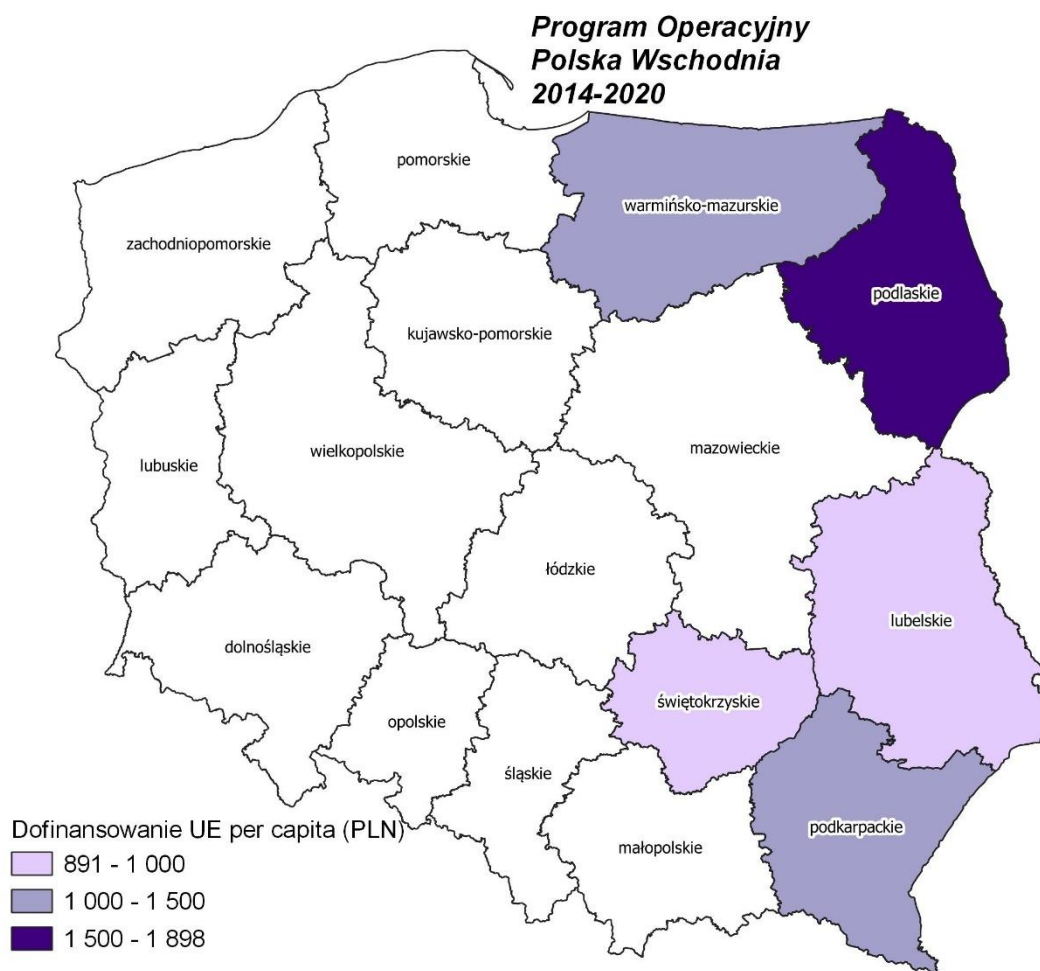 Program Operacyjny
Polska Wschodnia
2014-2020
pomorskie
warmińsko-mazurskie
zachodniopomorskie
podlaskie
kujawsko-pomorskie
mazowieckie
wielkopolskie
lubuskie
łódzkie
lubelskie
dolnośląskie
świętokrzyskie
opolskie
śląskie
podkarpackie
małopolskie
Dofinansowanie UE per capita (PLN)
891 - 1 000
1 000 - 1 500
1 500 - 1 898